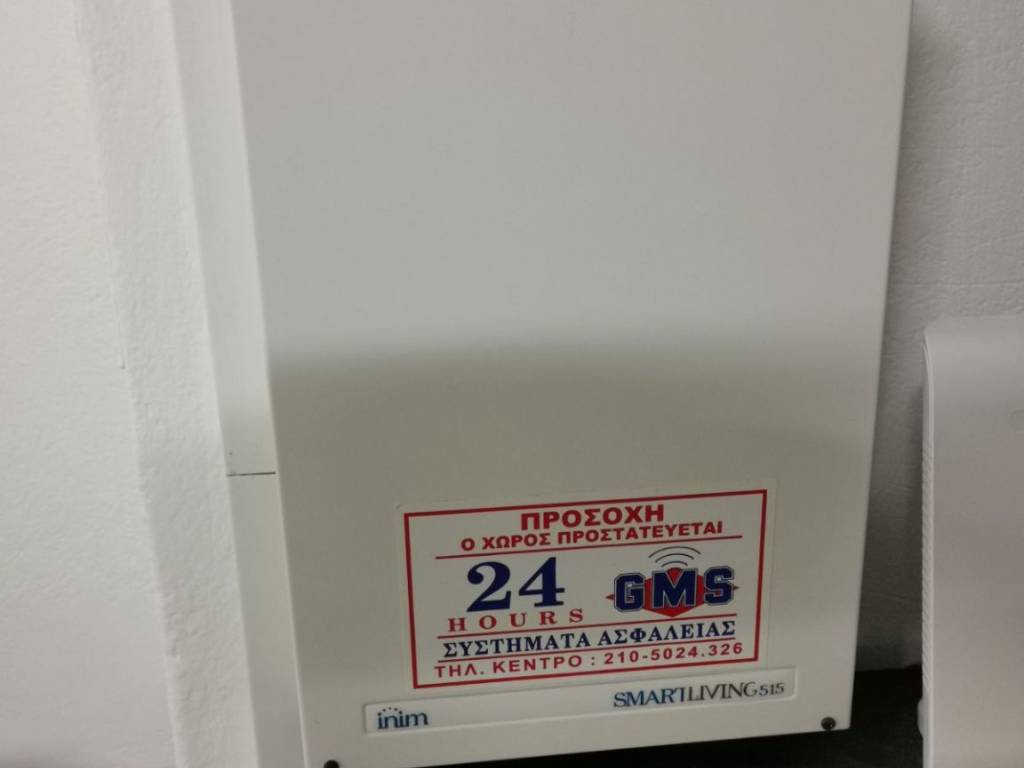 ΠΡΟΣΟΧΗ
Ο ΧΩΡΟΣ ΠΡΟΣΤΑΤΕΥΕΤΑΙ
24
HOURS
GMS
ΣΥΣΤΗΜΑΤΑ ΑΣΦΑΛΕΙΑΣ
ΤΗΛ. ΚΕΝΤΡΟ : 210-5024.326
inim
SMARTLIVING515